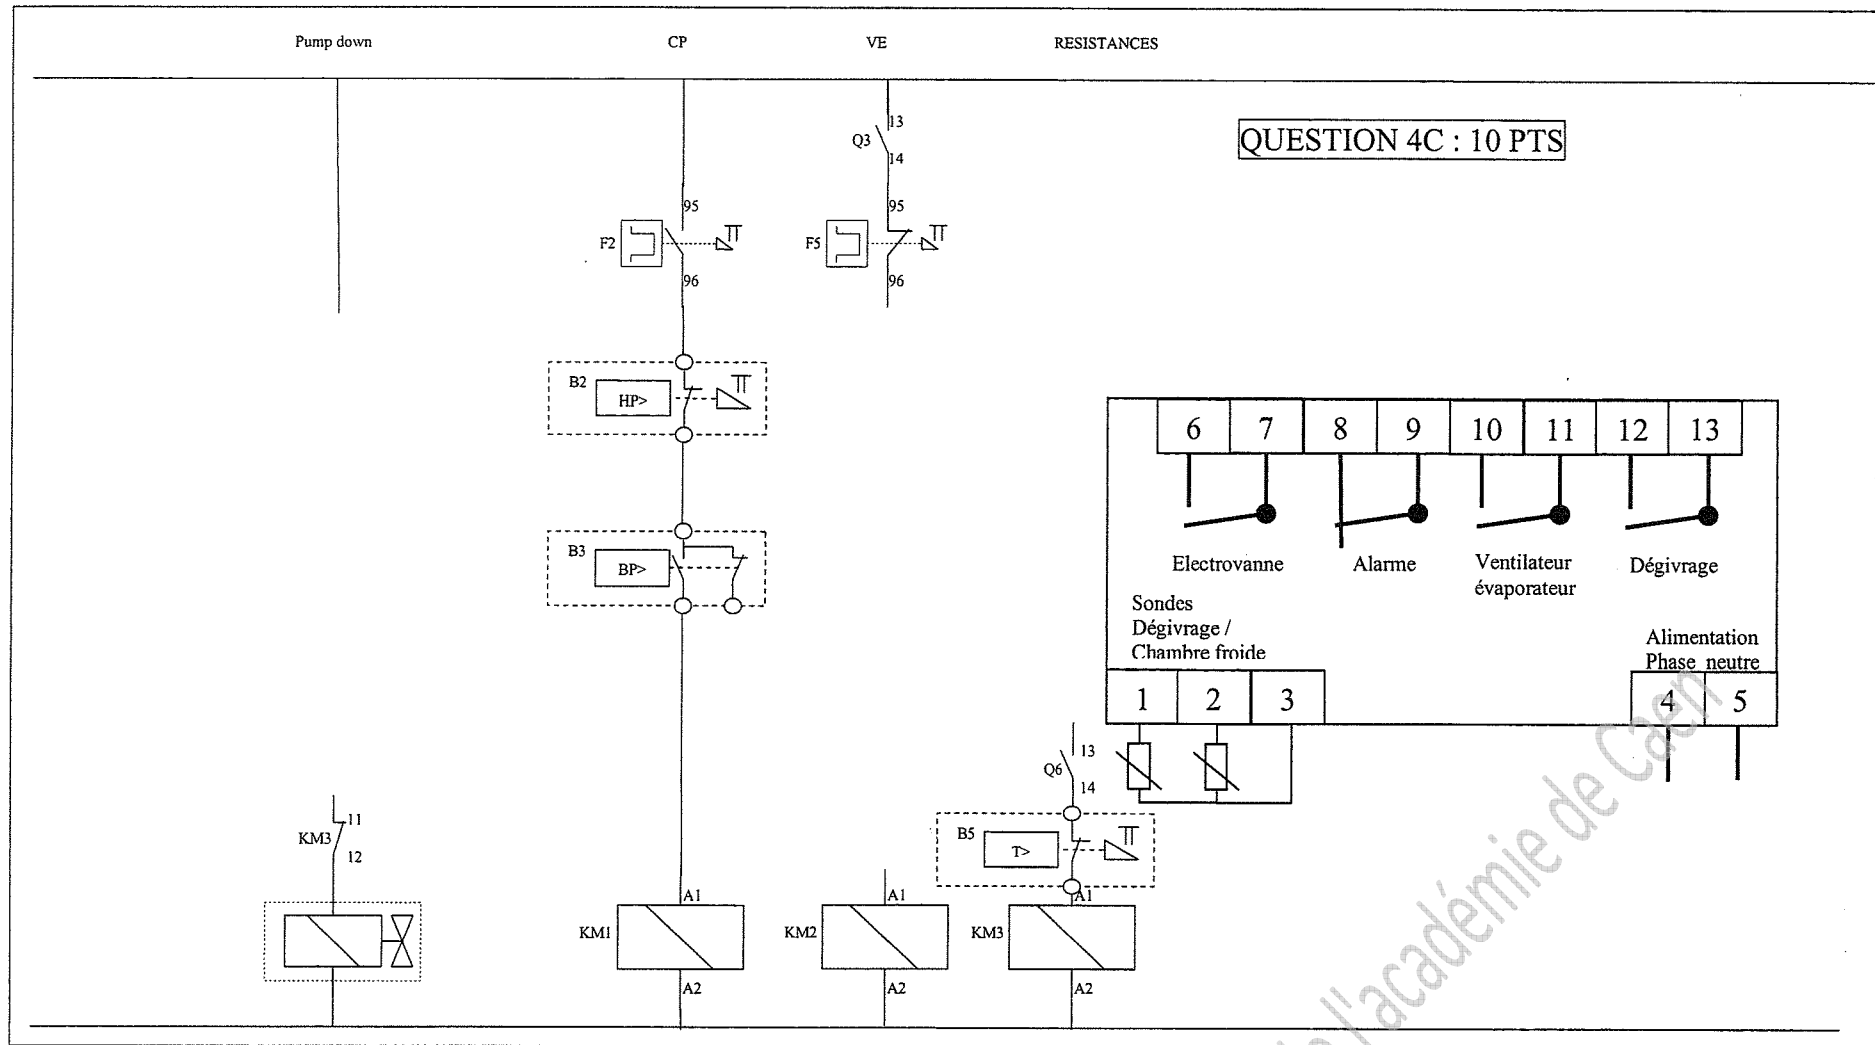 Pump down CP VE RESISTANCES
QUESTION 4C : 10 PTS
13
Q3
14
95 95
F2 F5
96 96
B2 HP>
B3 BP>
6 7 8 9 10 11 12 13
Electrovanne Alarme Ventilateur évaporateur Dégivrage
Sondes
Dégivrage /
Chambre froide
Alimentation
Phase neutre
1 2 3 4 5
13
Q6
14
11
KM3
12
B5 T>
A1 A1 A1
KM1 KM2 KM3
A2 A2 A2
l'académie de Caen